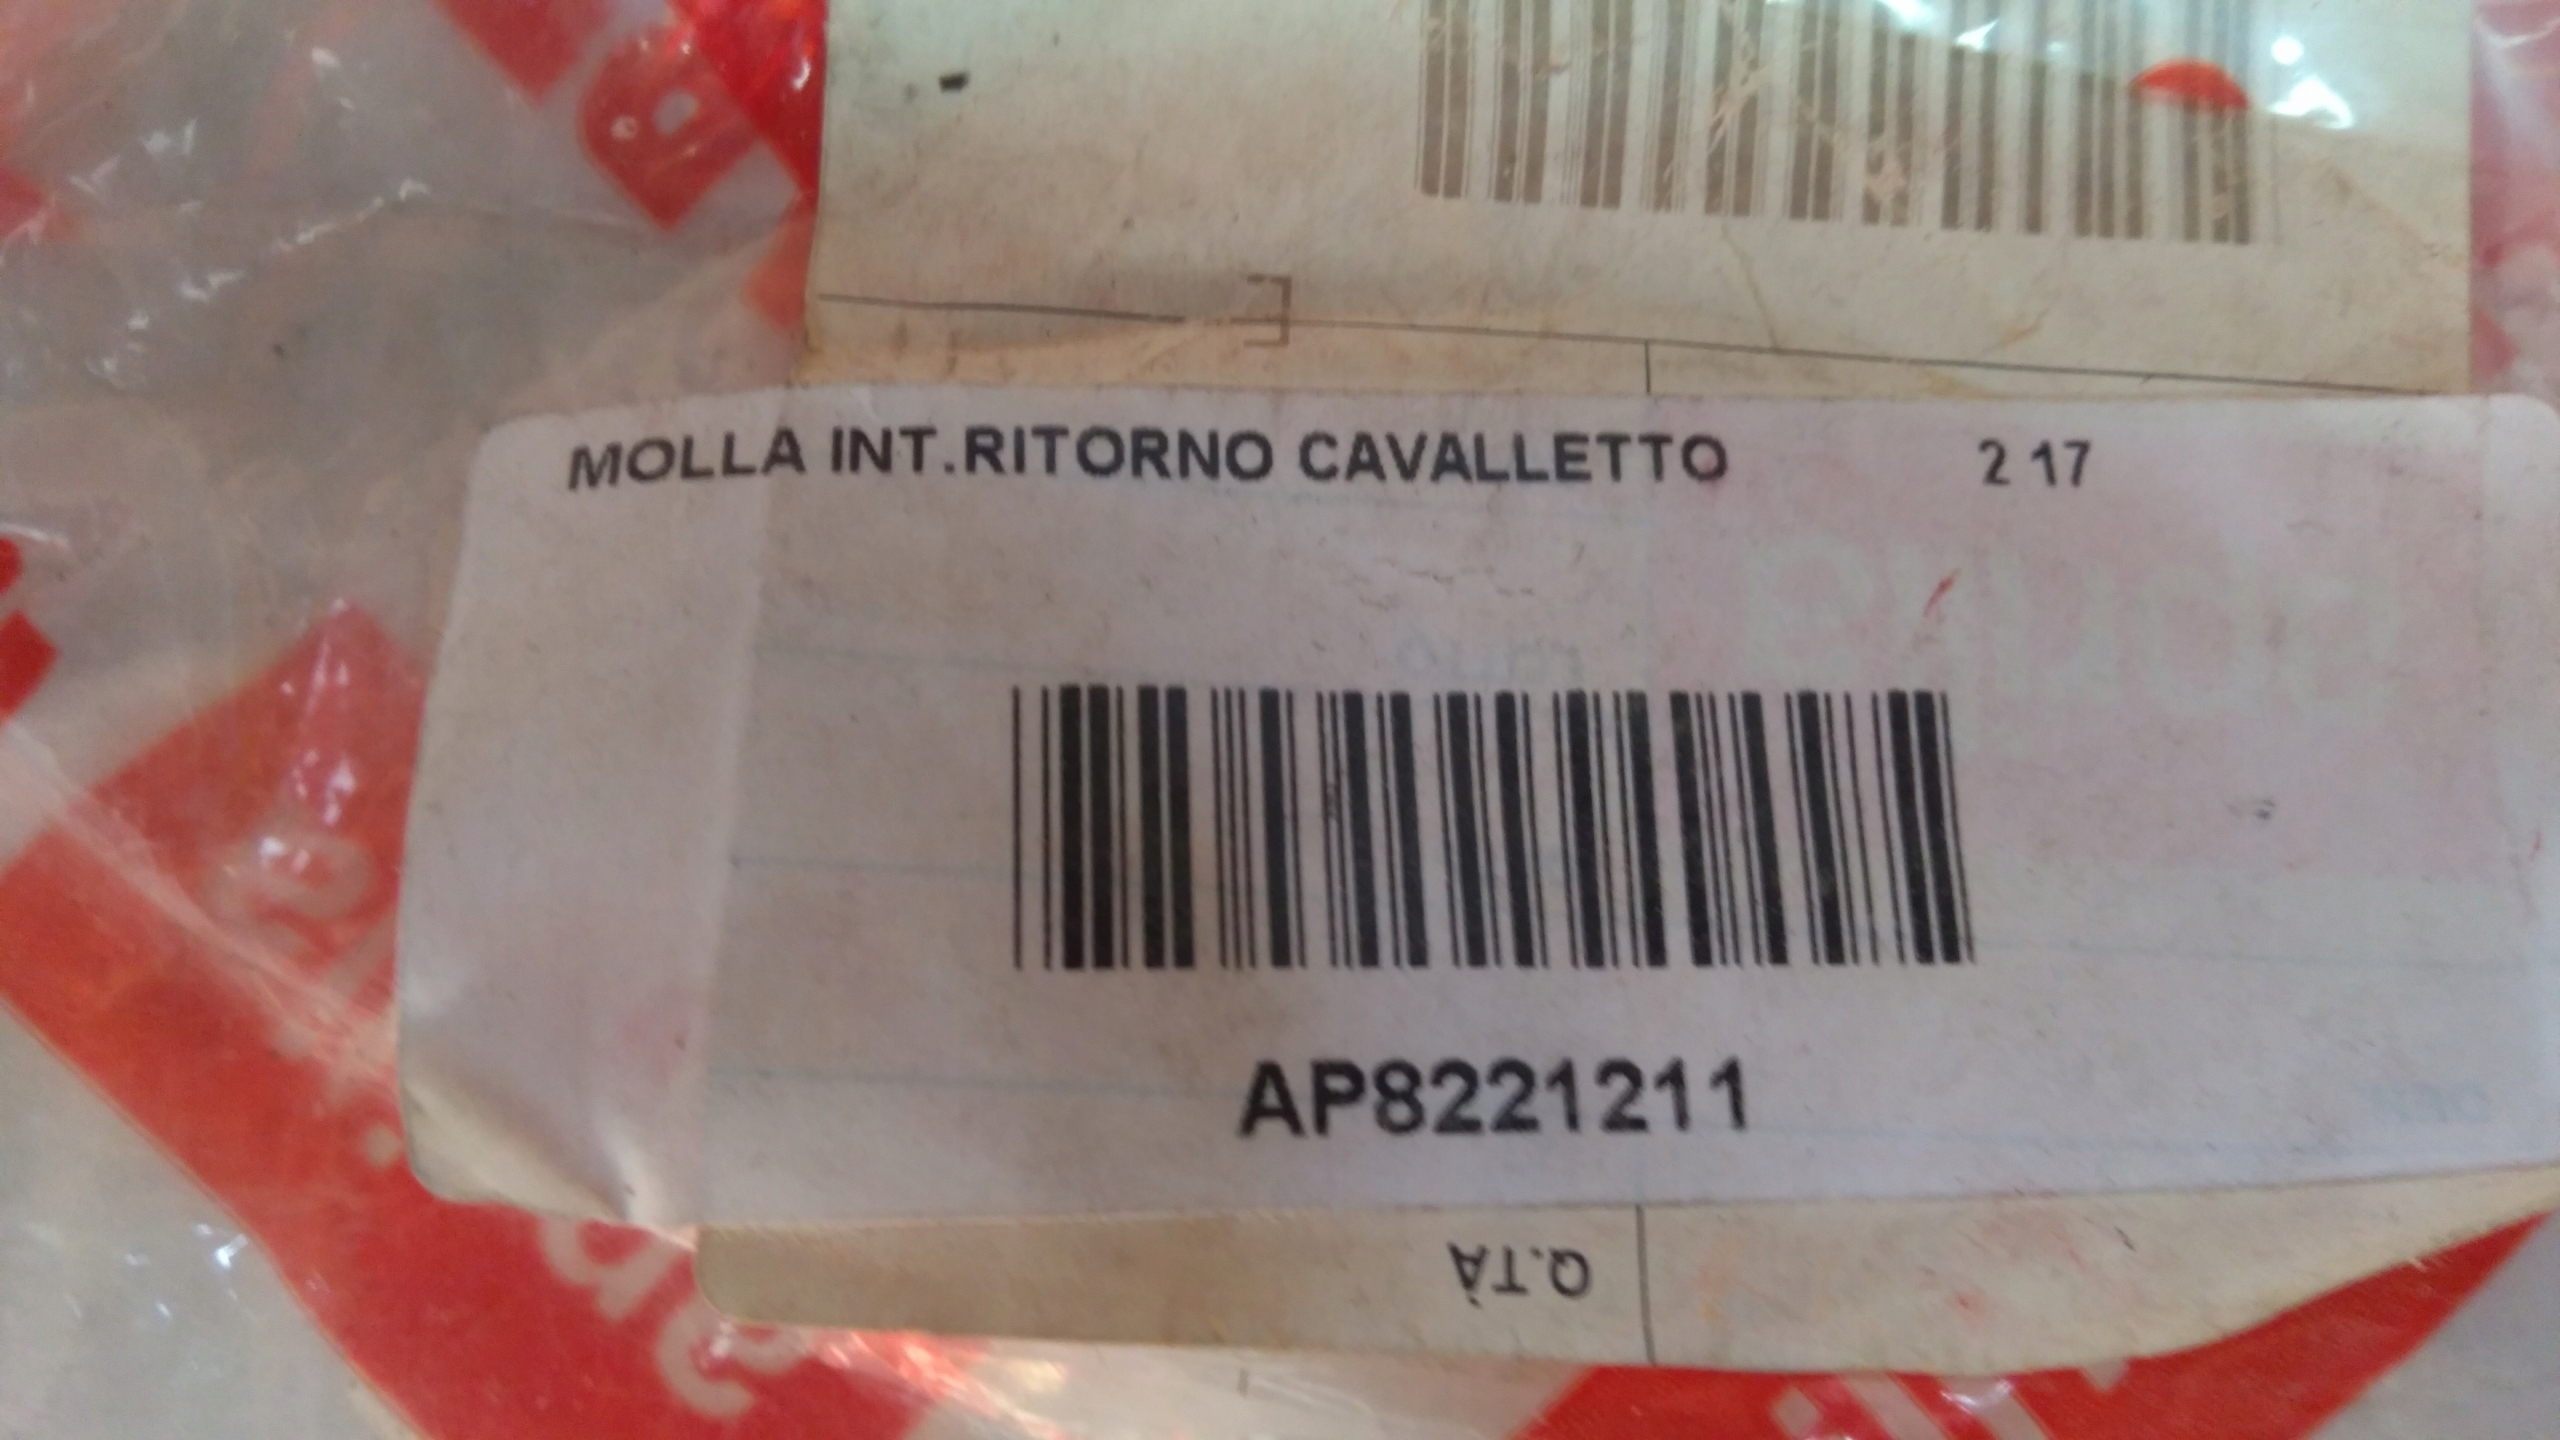 MOLLA INT.RITORNO CAVALLETTO 2 17
AP8221211
Q.TÀ